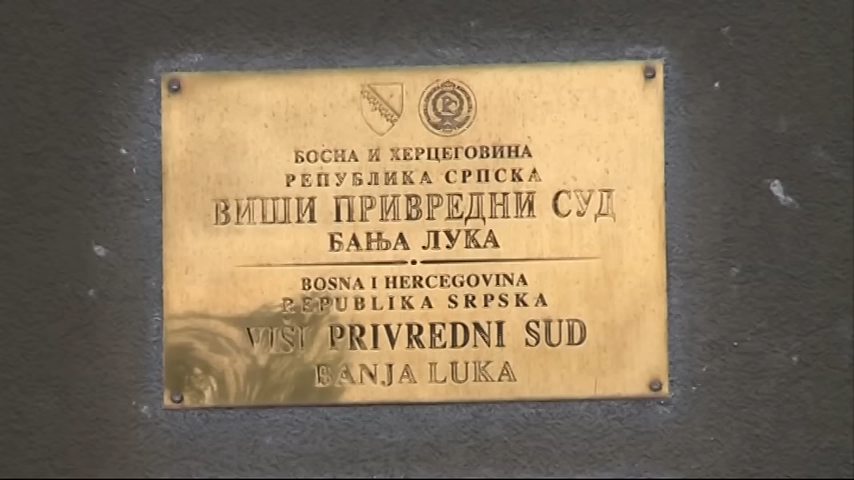 БОСНА И ХЕРЦЕГОВИНА
РЕПУБЛИКА СРПСКА
ВИШИ ПРИВРЕДНИ СУД
БАЊА ЛУКА
BOSNA I HERCEGOVINA
REPUBLIKA SRPSKA
VIŠI PRIVREDNI SUD
BANJA LUKA